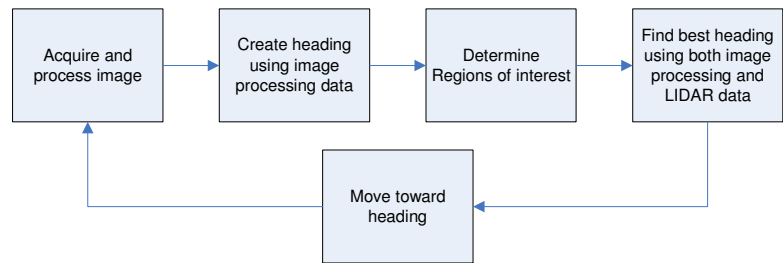 Acquire and
process image
Create heading
using image
processing data
Determine
Regions of interest
Find best heading
using both image
processing and
LIDAR data
Move toward
heading